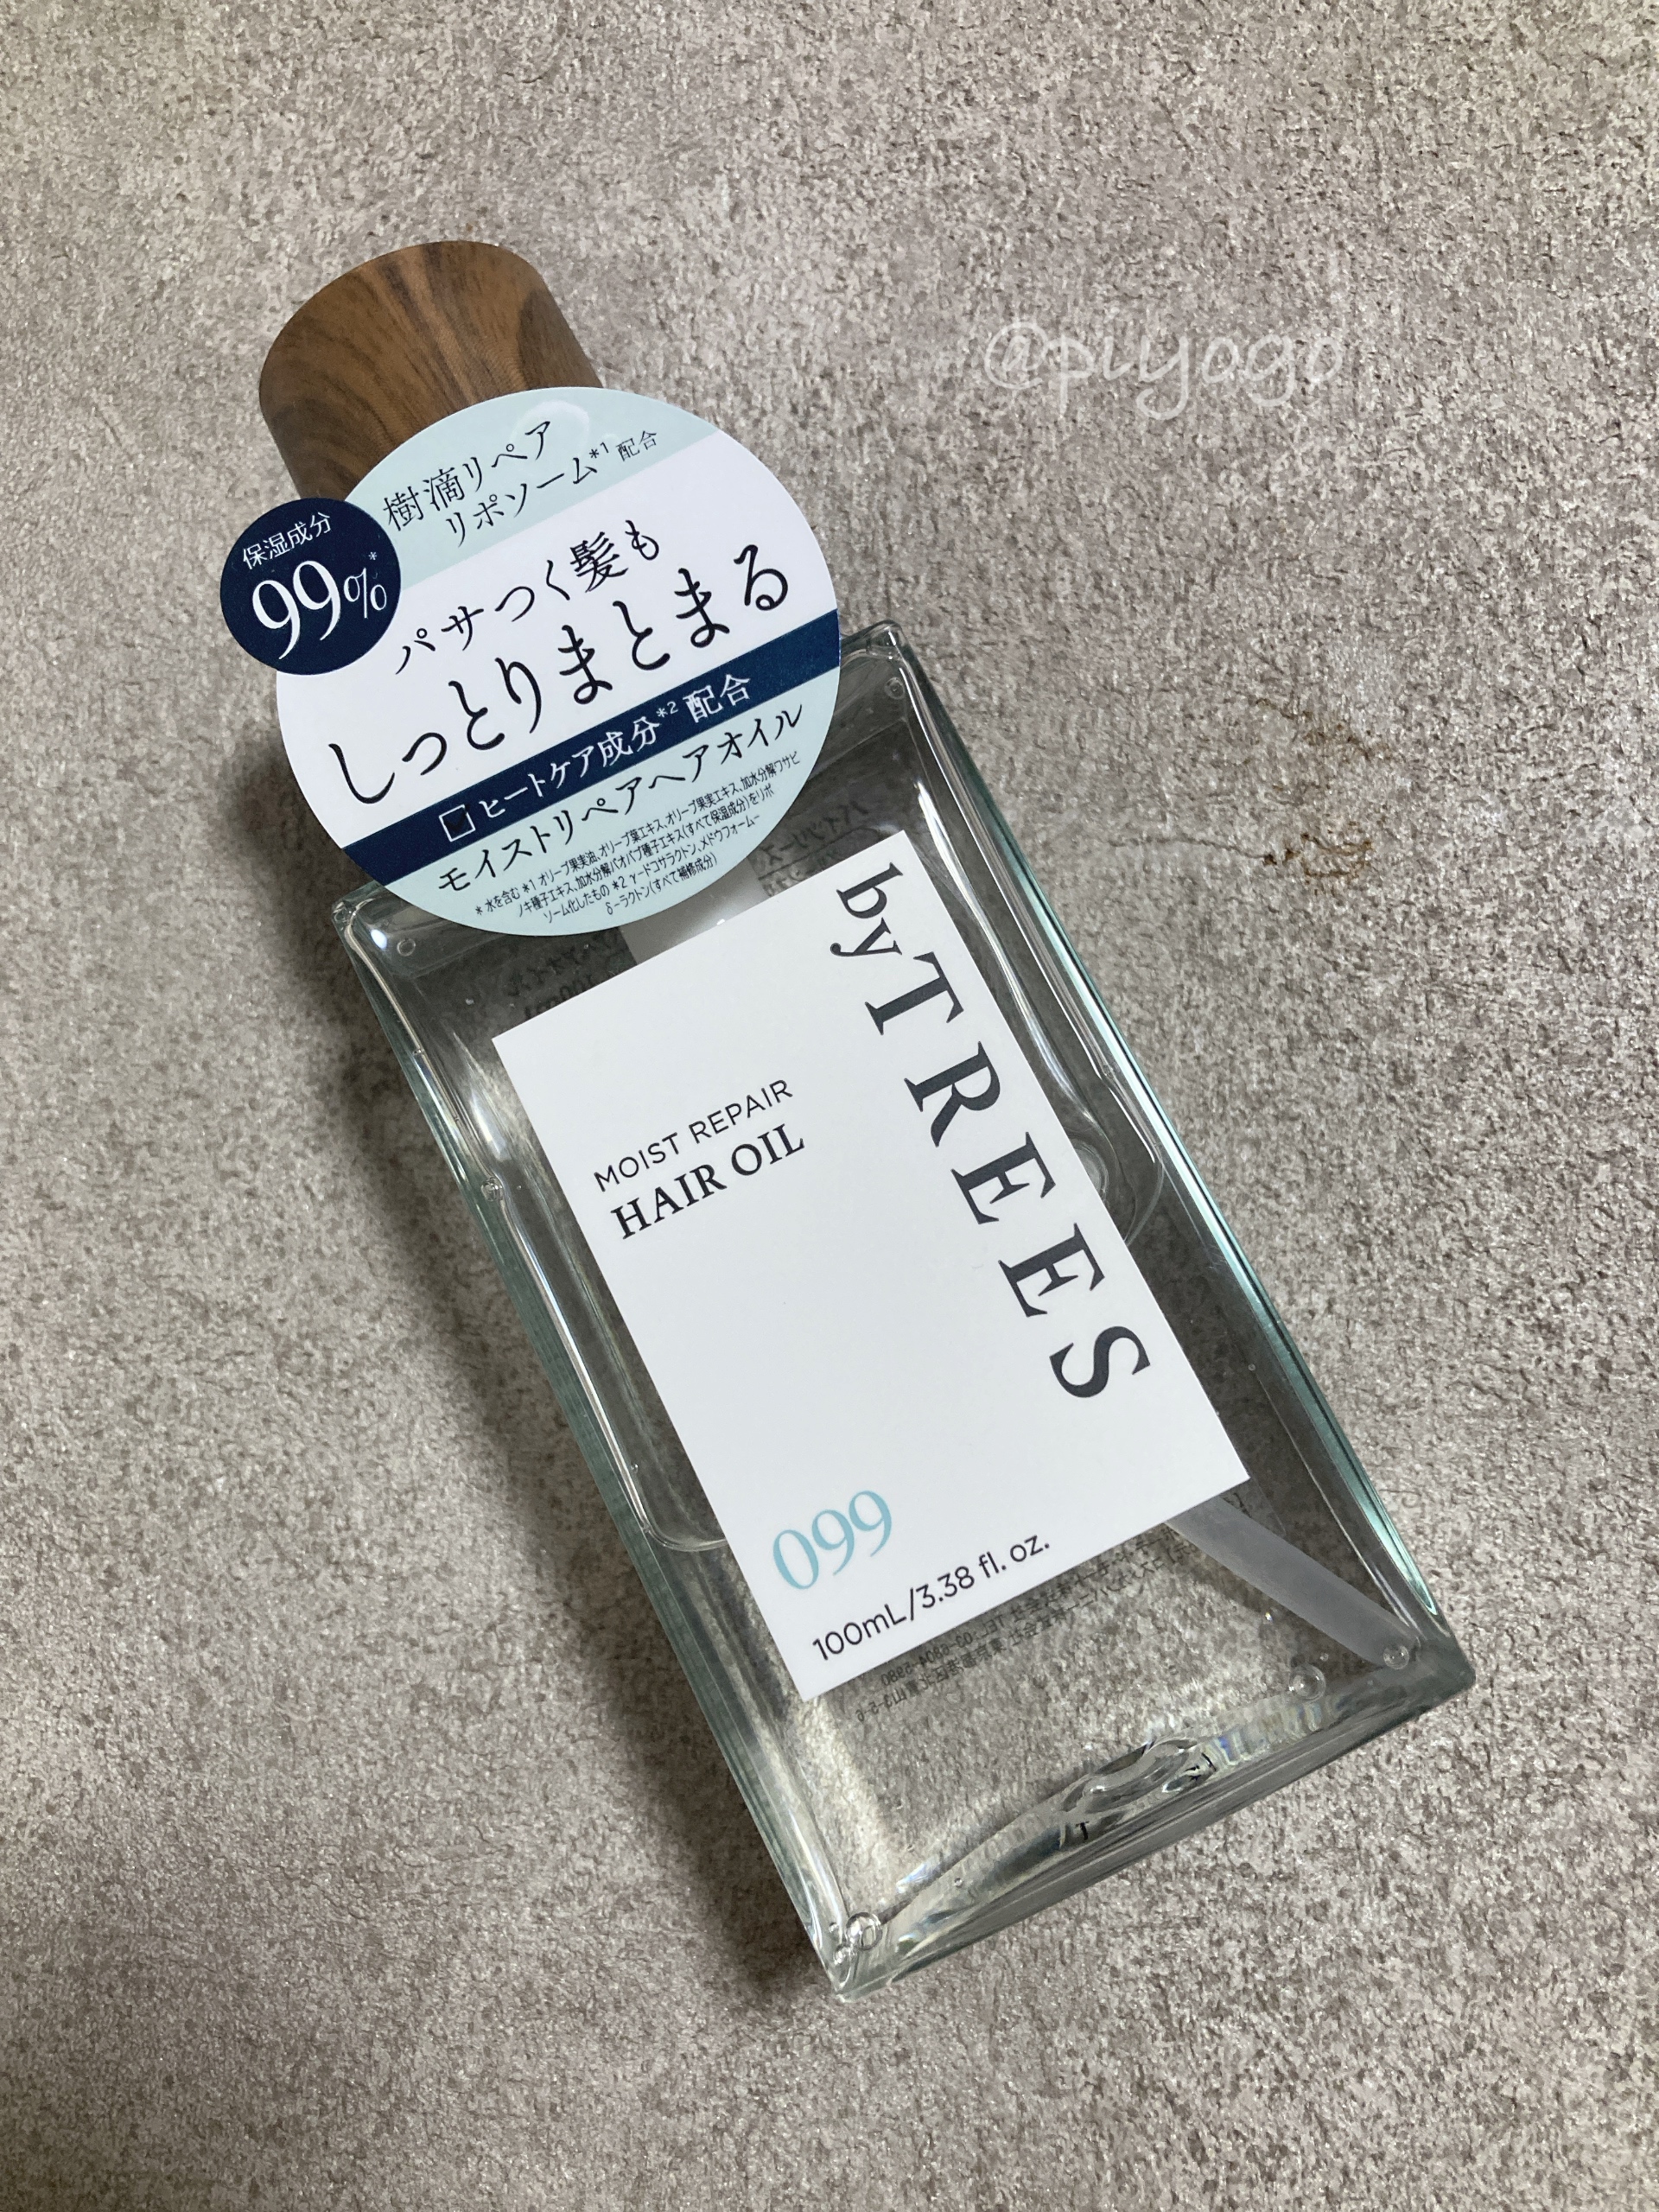 @piiyogo
樹滴リペア
リポソーム*1 配合
保湿成分
99%*
パサつく髪も
しっとりまとまる
ヒートケア成分*2 配合
モイストリペアヘアオイル
* 水を含む *1 オリーブ果実油、オリーブ葉エキス、オリーブ果実エキス、加水分解ワサビ
ノキ種子エキス、加水分解バオバブ種子エキス(すべて保湿成分)をリポ
ソーム化したもの *2 γ-ドコサラクトン、メドウフォーム-
δ-ラクトン(すべて補修成分)
byTREES
MOIST REPAIR
HAIR OIL
099
100mL/3.38 fl. oz.